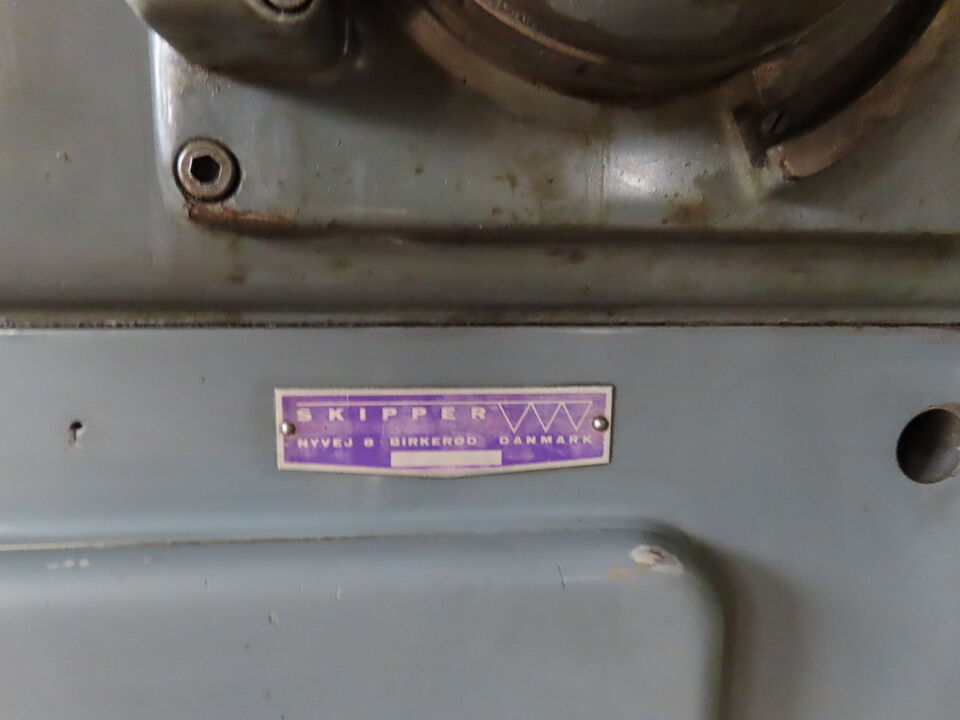 SKIPPER
NYVEJ 8 BIRKERØD DANMARK